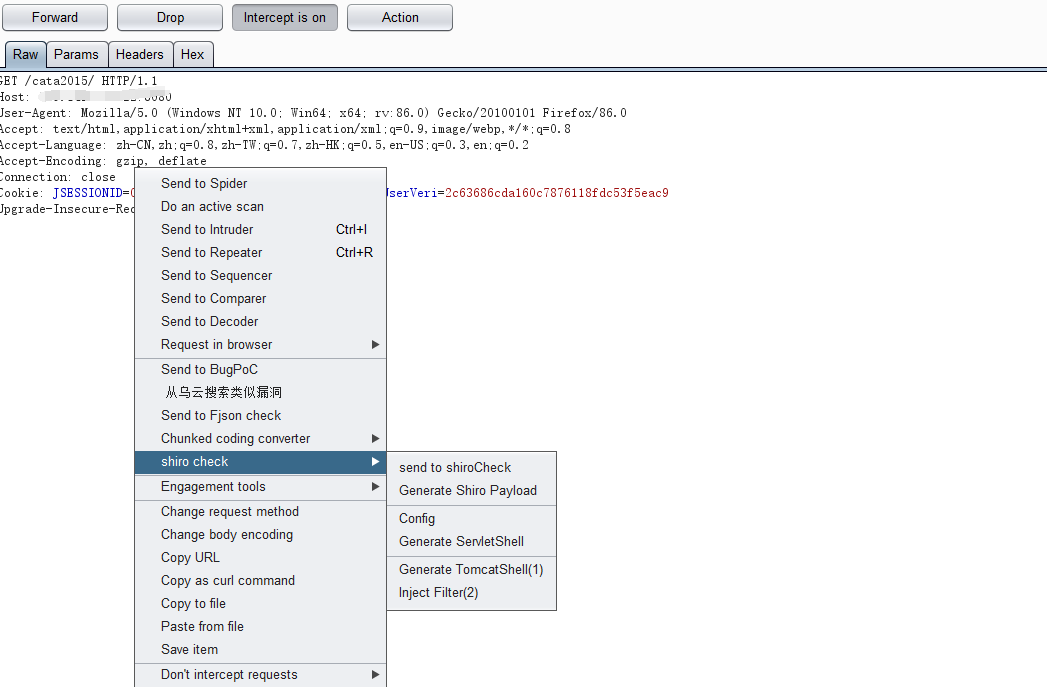 Forward Drop Intercept is on Action
Raw Params Headers Hex
GET /cata2015/ HTTP/1.1
Host:
User-Agent: Mozilla/5.0 (Windows NT 10.0; Win64; x64; rv:86.0) Gecko/20100101 Firefox/86.0
Accept: text/html,application/xhtml+xml,application/xml;q=0.9,image/webp,*/*;q=0.8
Accept-Language: zh-CN,zh;q=0.8,zh-TW;q=0.7,zh-HK;q=0.5,en-US;q=0.3,en;q=0.2
Accept-Encoding: gzip, deflate
Connection: close
Cookie: JSESSIONID= UserVeri=2c63686cda160c7876118fdc53f5eac9
Upgrade-Insecure-Req
Send to Spider
Do an active scan
Send to Intruder Ctrl+I
Send to Repeater Ctrl+R
Send to Sequencer
Send to Comparer
Send to Decoder
Request in browser
Send to BugPoC
从乌云搜索类似漏洞
Send to Fjson check
Chunked coding converter
shiro check
Engagement tools
Change request method
Change body encoding
Copy URL
Copy as curl command
Copy to file
Paste from file
Save item
Don't intercept requests
send to shiroCheck
Generate Shiro Payload
Config
Generate ServletShell
Generate TomcatShell(1)
Inject Filter(2)